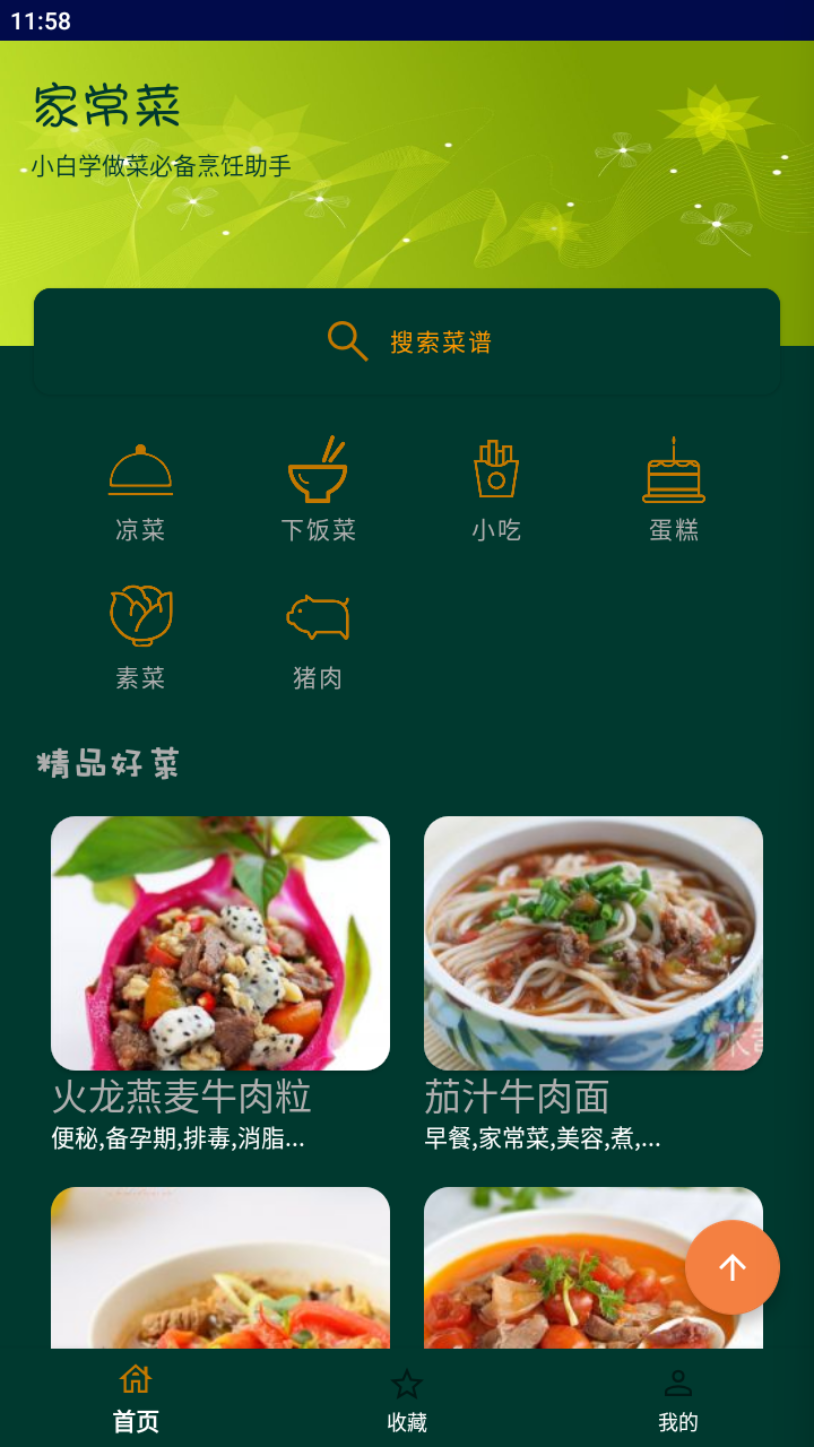 11:58
家常菜
小白学做菜必备烹饪助手
搜索菜谱
凉菜
下饭菜
小吃
蛋糕
素菜
猪肉
精品好菜
火龙燕麦牛肉粒
茄汁牛肉面
便秘,备孕期,排毒,消脂...
早餐,家常菜,美容,煮,...
首页
收藏
我的